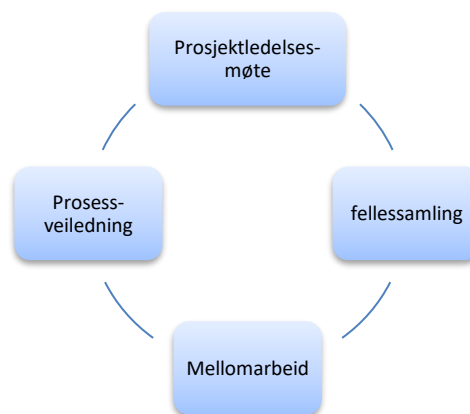 Prosjektledelses-
møte
Prosess-
veiledning
fellessamling
Mellomarbeid